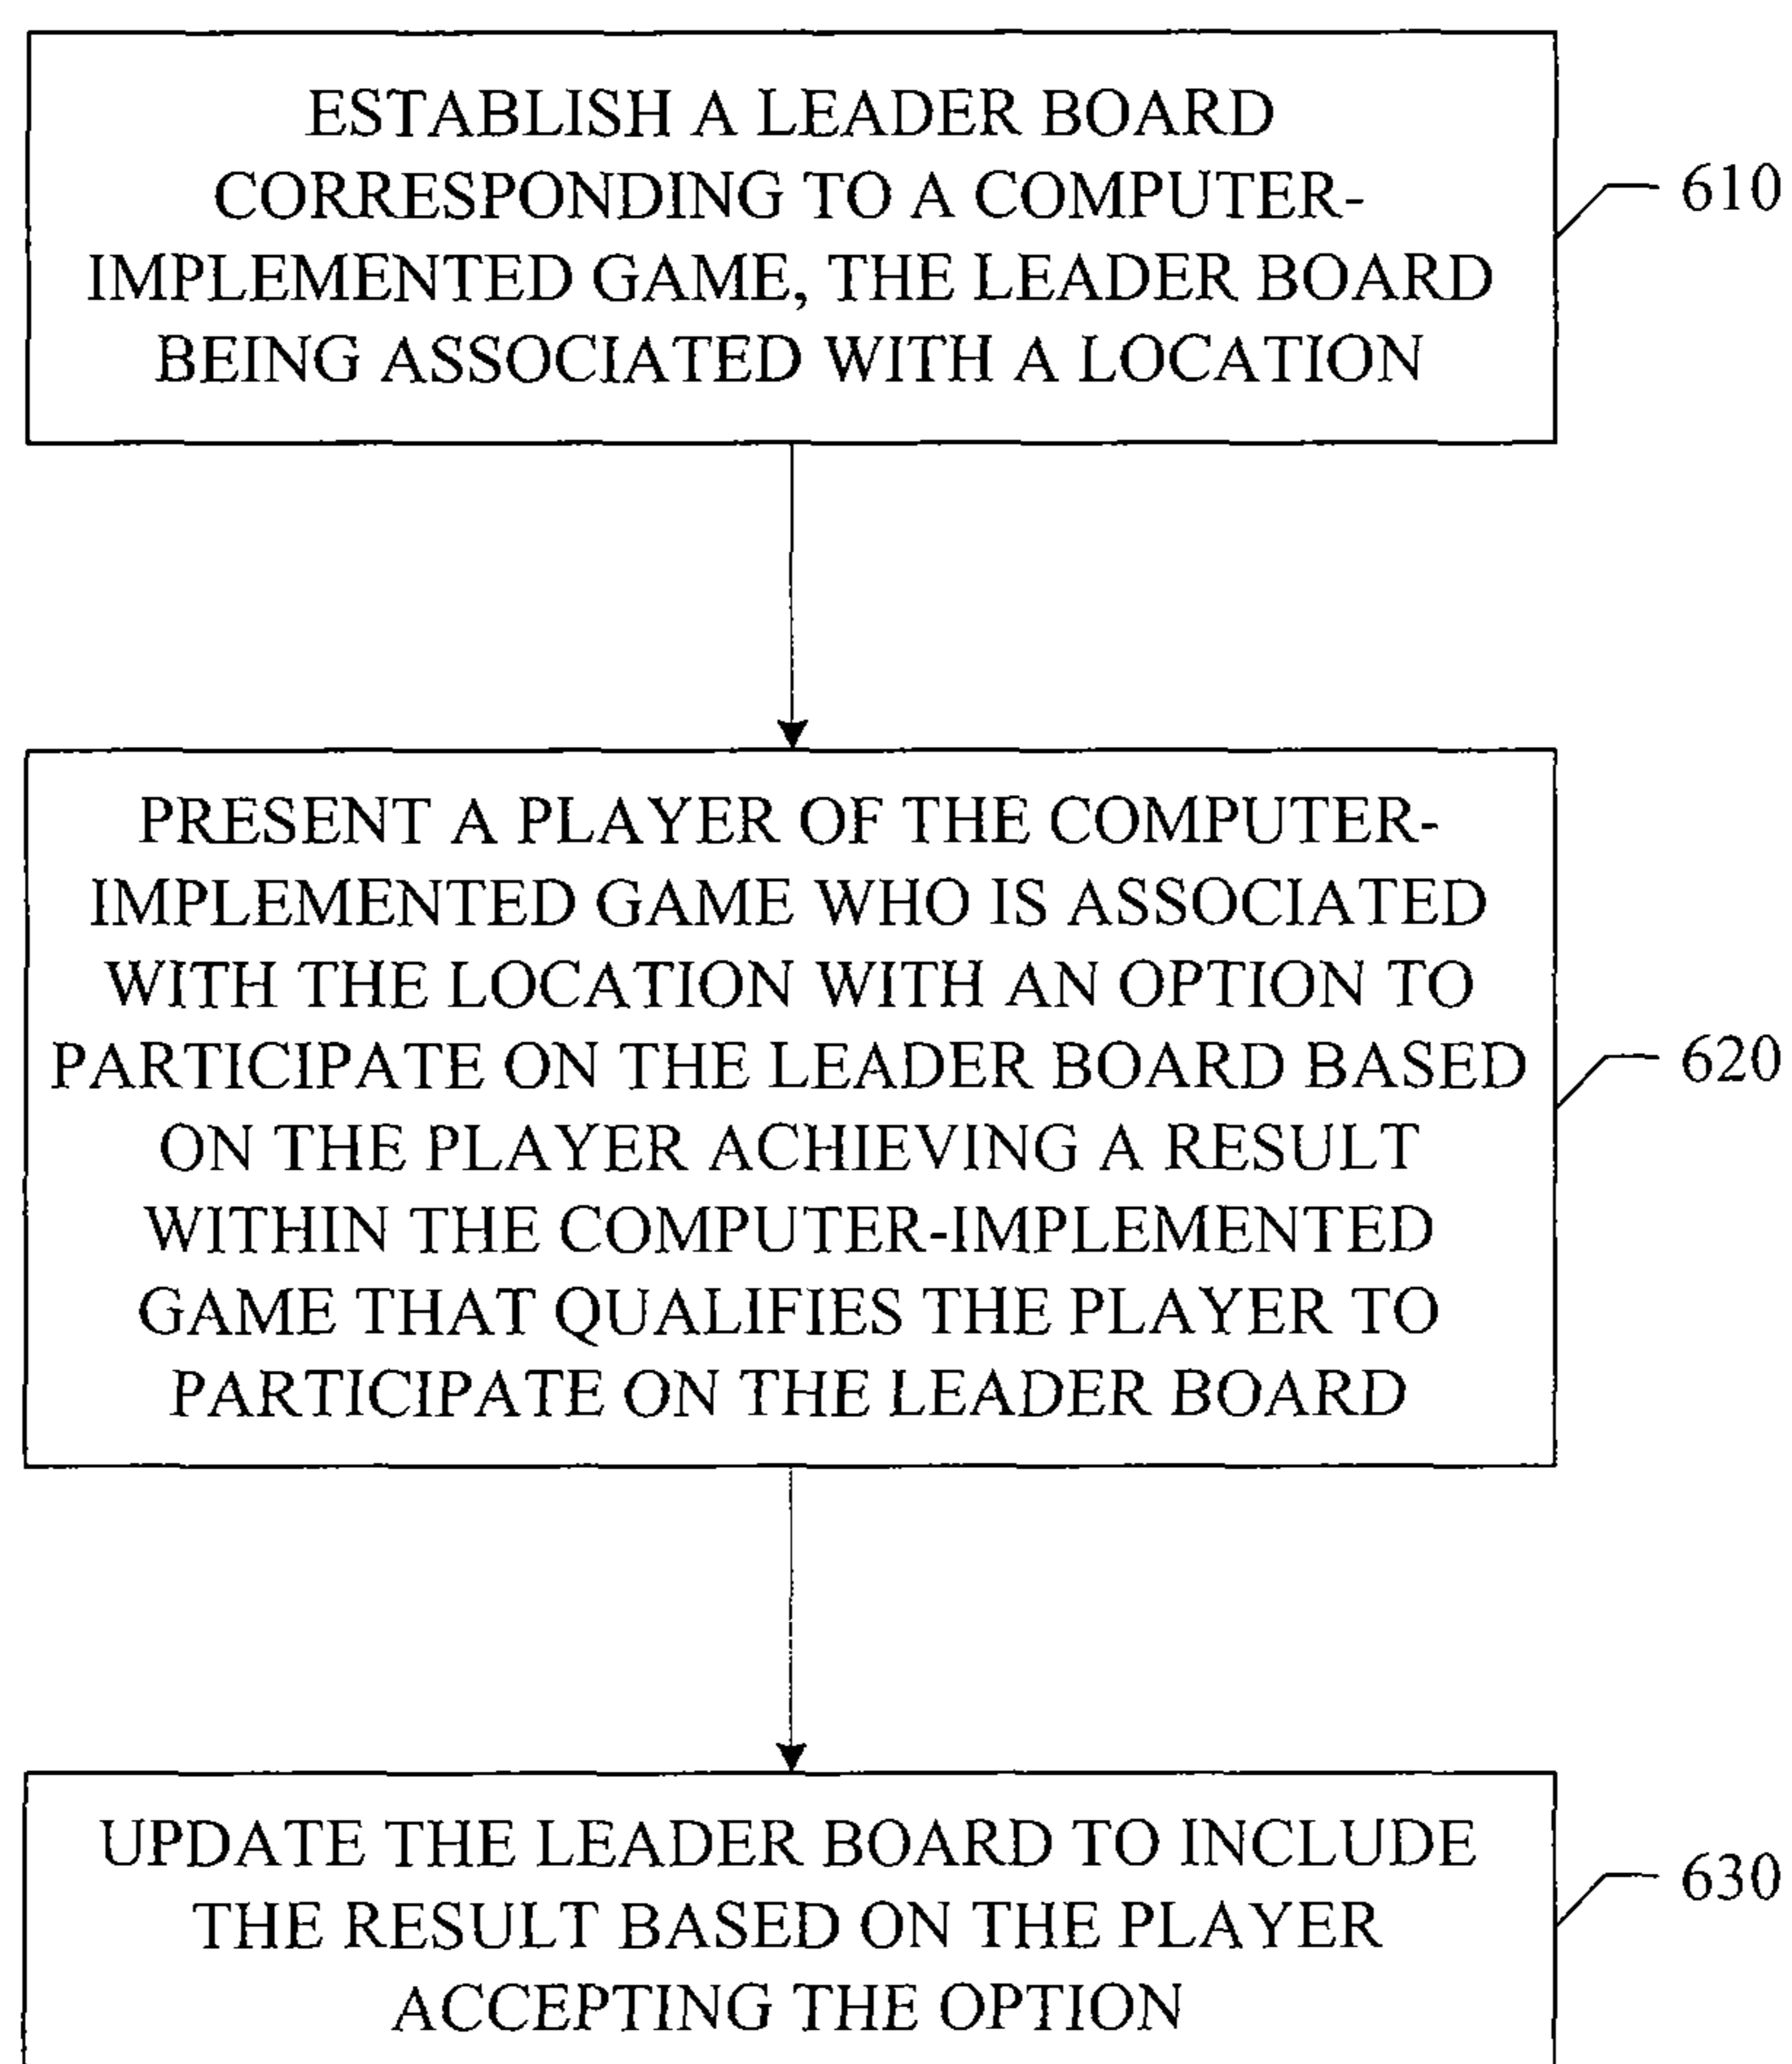 ESTABLISH A LEADER BOARD
CORRESPONDING TO A COMPUTER-
IMPLEMENTED GAME, THE LEADER BOARD
BEING ASSOCIATED WITH A LOCATION
610
PRESENT A PLAYER OF THE COMPUTER-
IMPLEMENTED GAME WHO IS ASSOCIATED
WITH THE LOCATION WITH AN OPTION TO
PARTICIPATE ON THE LEADER BOARD BASED
ON THE PLAYER ACHIEVING A RESULT
WITHIN THE COMPUTER-IMPLEMENTED
GAME THAT QUALIFIES THE PLAYER TO
PARTICIPATE ON THE LEADER BOARD
620
UPDATE THE LEADER BOARD TO INCLUDE
THE RESULT BASED ON THE PLAYER
ACCEPTING THE OPTION
630